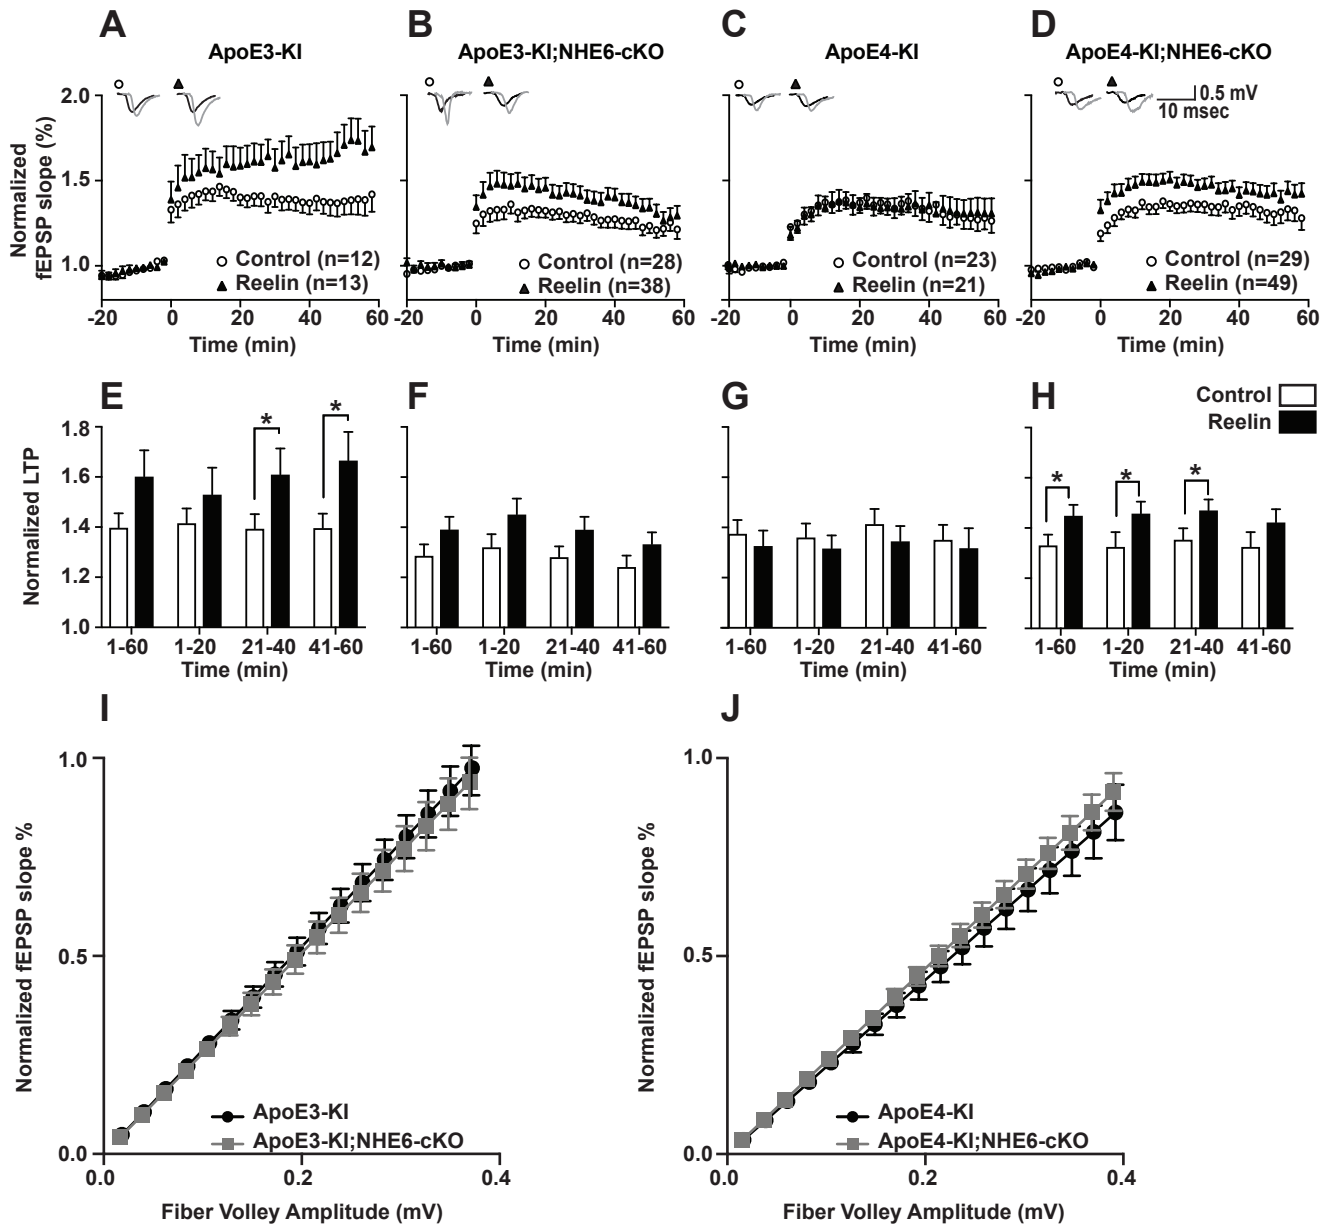 A B C D
ApoE3-KI ApoE3-KI;NHE6-cKO ApoE4-KI ApoE4-KI;NHE6-cKO
0.5 mV
10 msec
Normalized
fEPSP slope (%)
2.0
1.5
1.0
Control (n=12) Control (n=28) Control (n=23) Control (n=29)
Reelin (n=13) Reelin (n=38) Reelin (n=21) Reelin (n=49)
-20 0 20 40 60 -20 0 20 40 60 -20 0 20 40 60 -20 0 20 40 60
Time (min) Time (min) Time (min) Time (min)
E F G H
Control
Reelin
Normalized LTP
1.8
1.6
1.4
1.2
1.0
* * * * *
1-60 1-20 21-40 41-60 1-60 1-20 21-40 41-60 1-60 1-20 21-40 41-60 1-60 1-20 21-40 41-60
Time (min) Time (min) Time (min) Time (min)
I J
Normalized fEPSP slope % Normalized fEPSP slope %
1.0 1.0
0.5 0.5
0.0 0.0
ApoE3-KI ApoE4-KI
ApoE3-KI;NHE6-cKO ApoE4-KI;NHE6-cKO
0.0 0.2 0.4 0.0 0.2 0.4
Fiber Volley Amplitude (mV) Fiber Volley Amplitude (mV)